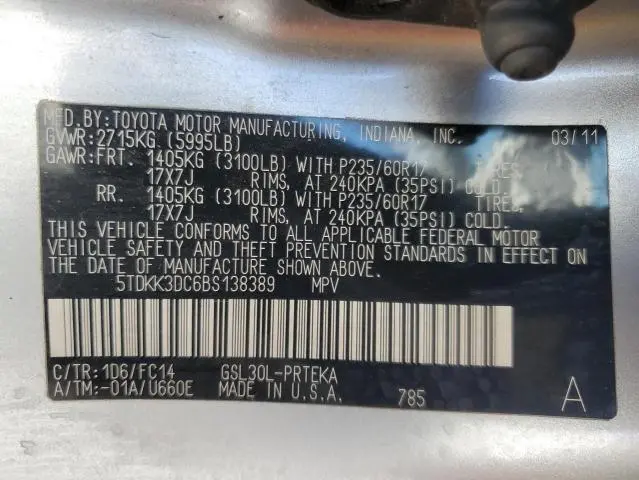 MFD.BY:TOYOTA MOTOR MANUFACTURING, INDIANA, INC. 03/11
GVWR:2715KG (5995LB)
GAWR:FRT. 1405KG (3100LB) WITH P235/60R17 TIRES,
17X7J RIMS, AT 240KPA (35PSI) COLD.
RR. 1405KG (3100LB) WITH P235/60R17 TIRES,
17X7J RIMS, AT 240KPA (35PSI) COLD.
THIS VEHICLE CONFORMS TO ALL APPLICABLE FEDERAL MOTOR
VEHICLE SAFETY AND THEFT PREVENTION STANDARDS IN EFFECT ON
THE DATE OF MANUFACTURE SHOWN ABOVE.
5TDKK3DC6BS138389 MPV
C/TR:1D6/FC14 GSL30L-PRTEKA
A/TM:-01A/U660E MADE IN U.S.A. 785 A